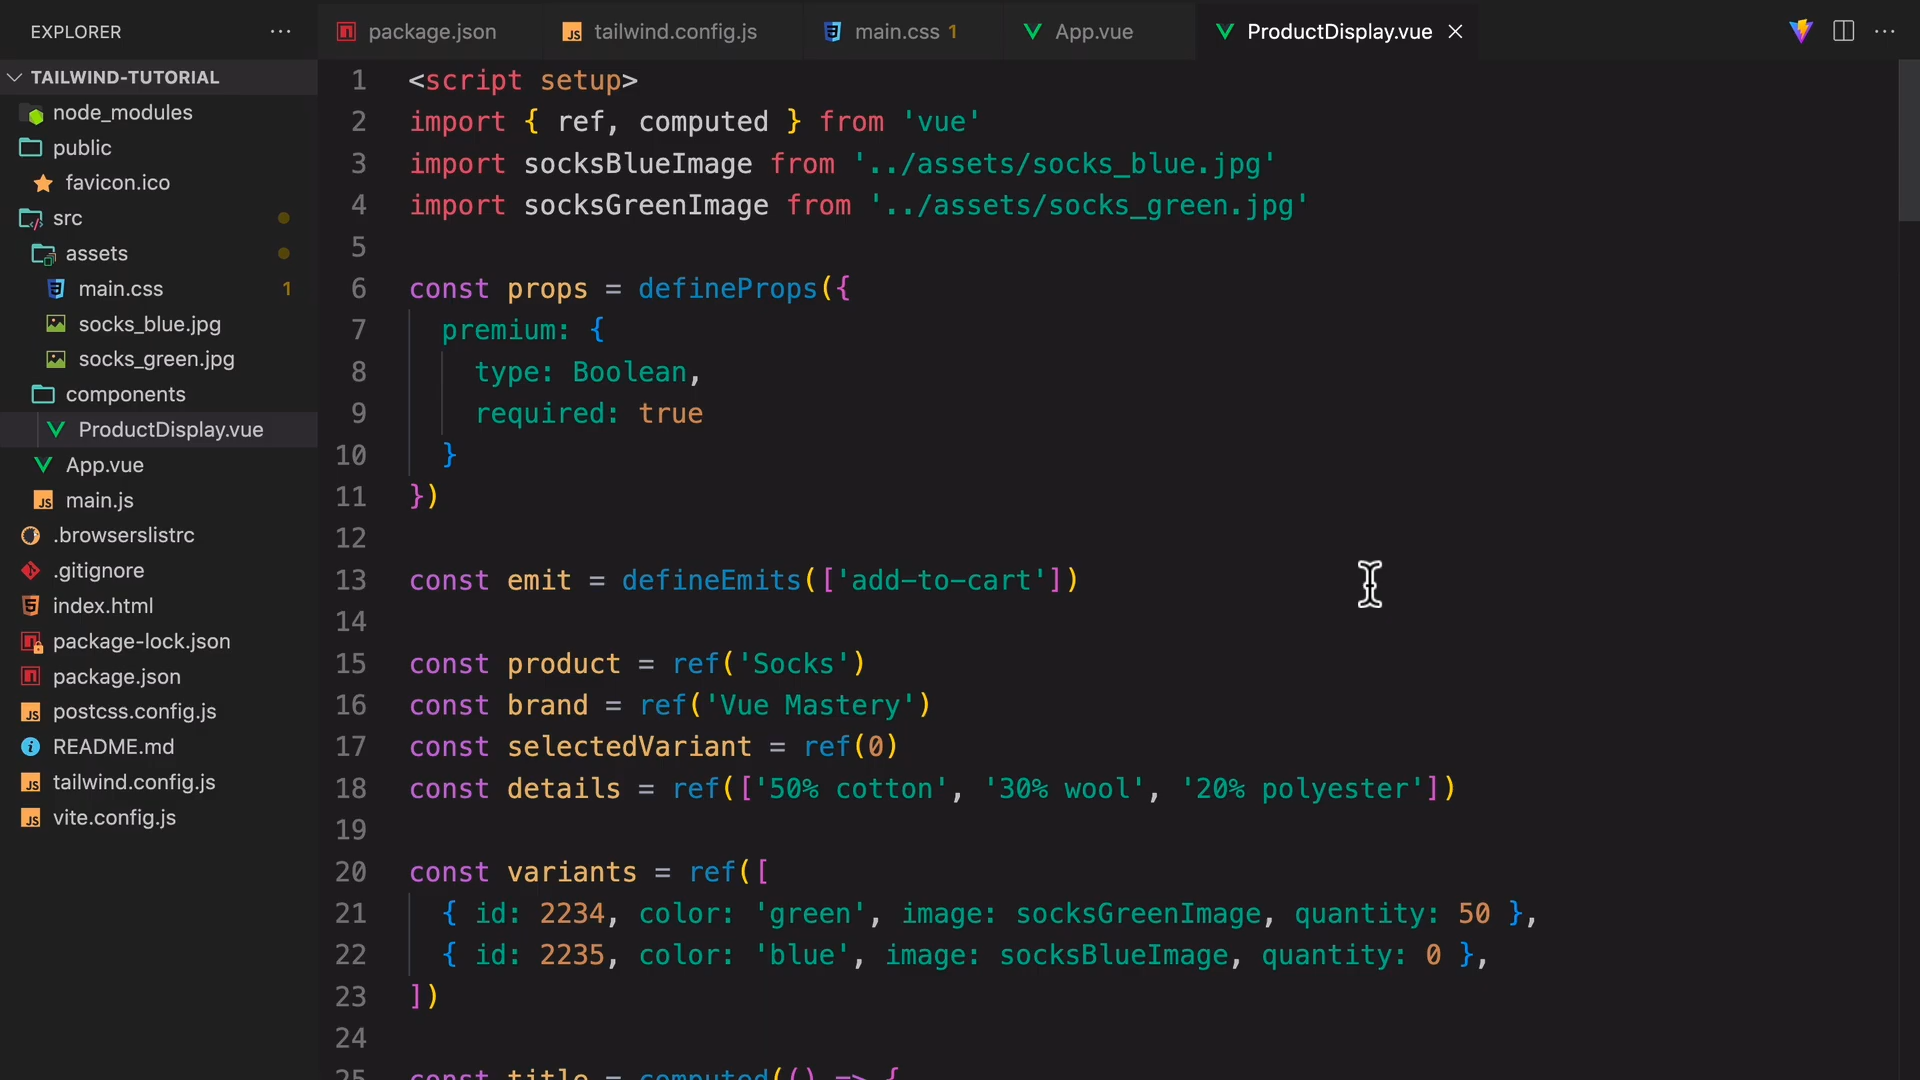 EXPLORER
package.json
tailwind.config.js
main.css 1
App.vue
ProductDisplay.vue
TAILWIND-TUTORIAL
node_modules
public
favicon.ico
src
assets
main.css 1
socks_blue.jpg
socks_green.jpg
components
ProductDisplay.vue
App.vue
main.js
.browserslistrc
.gitignore
index.html
package-lock.json
package.json
postcss.config.js
README.md
tailwind.config.js
vite.config.js
1 <script setup>
2 import { ref, computed } from 'vue'
3 import socksBlueImage from '../assets/socks_blue.jpg'
4 import socksGreenImage from '../assets/socks_green.jpg'
5
6 const props = defineProps({
7 premium: {
8 type: Boolean,
9 required: true
10 }
11 })
12
13 const emit = defineEmits(['add-to-cart'])
14
15 const product = ref('Socks')
16 const brand = ref('Vue Mastery')
17 const selectedVariant = ref(0)
18 const details = ref(['50% cotton', '30% wool', '20% polyester'])
19
20 const variants = ref([
21 { id: 2234, color: 'green', image: socksGreenImage, quantity: 50 },
22 { id: 2235, color: 'blue', image: socksBlueImage, quantity: 0 },
23 ])
24
25 const title = computed(() => {